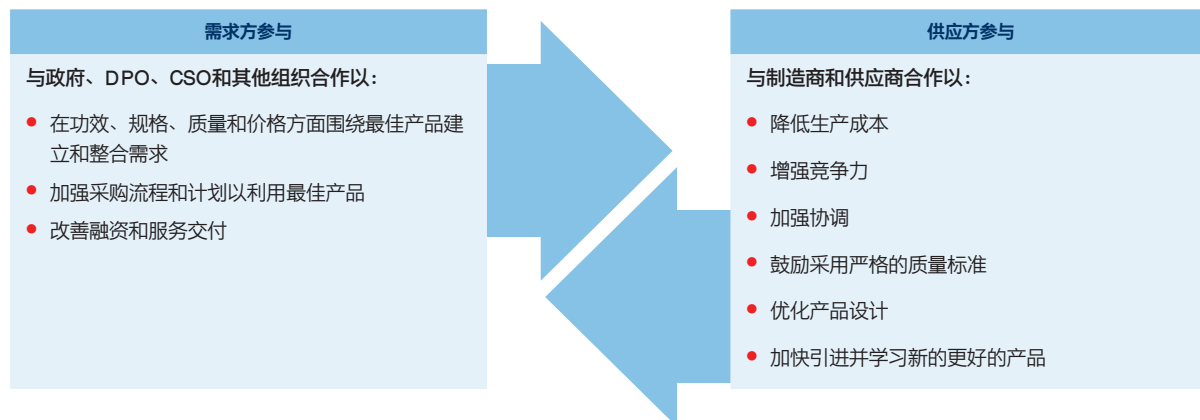 需求方参与
与政府、DPO、CSO和其他组织合作以：
• 在功效、规格、质量和价格方面围绕最佳产品建
立和整合需求
• 加强采购流程和计划以利用最佳产品
• 改善融资和服务交付
供应方参与
与制造商和供应商合作以：
• 降低生产成本
• 增强竞争力
• 加强协调
• 鼓励采用严格的质量标准
• 优化产品设计
• 加快引进并学习新的更好的产品